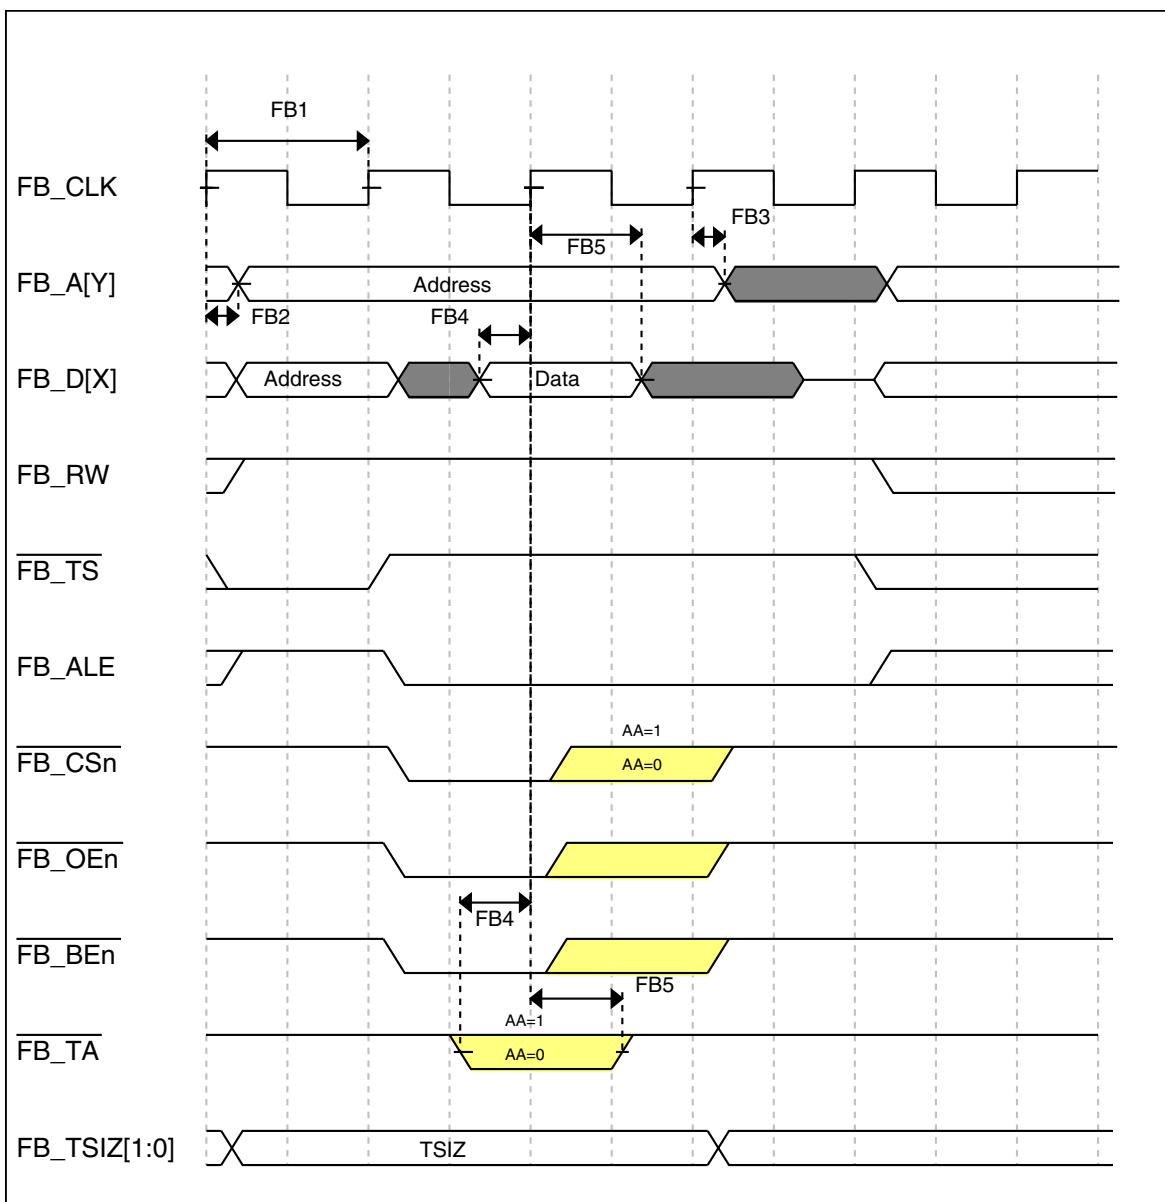 FB1
FB_CLK
FB3
FB5
FB_A[Y]
Address
FB2
FB4
FB_D[X]
Address
Data
FB_RW
FB_TS
FB_ALE
AA=1
FB_CSn
AA=0
FB_OEn
FB4
FB_BEn
FB5
AA=1
FB_TA
AA=0
FB_TSIZ[1:0]
TSIZ